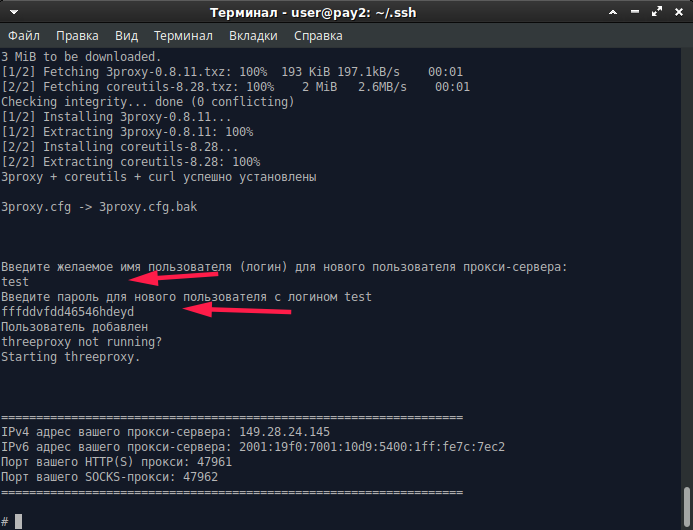 Терминал - user@pay2: ~/.ssh
Файл Правка Вид Терминал Вкладки Справка
3 MiB to be downloaded.
[1/2] Fetching 3proxy-0.8.11.txz: 100%  193 KiB 197.1kB/s    00:01
[2/2] Fetching coreutils-8.28.txz: 100%    2 MiB   2.6MB/s    00:01
Checking integrity... done (0 conflicting)
[1/2] Installing 3proxy-0.8.11...
[1/2] Extracting 3proxy-0.8.11: 100%
[2/2] Installing coreutils-8.28...
[2/2] Extracting coreutils-8.28: 100%
3proxy + coreutils + curl успешно установлены
3proxy.cfg -> 3proxy.cfg.bak
Введите желаемое имя пользователя (логин) для нового пользователя прокси-сервера:
test
Введите пароль для нового пользователя с логином test
fffddvfdd46546hdeyd
Пользователь добавлен
threeproxy not running?
Starting threeproxy.
==================================================================
IPv4 адрес вашего прокси-сервера: 149.28.24.145
IPv6 адрес вашего прокси-сервера: 2001:19f0:7001:10d9:5400:1ff:fe7c:7ec2
Порт вашего HTTP(S) прокси: 47961
Порт вашего SOCKS-прокси: 47962
==================================================================
#